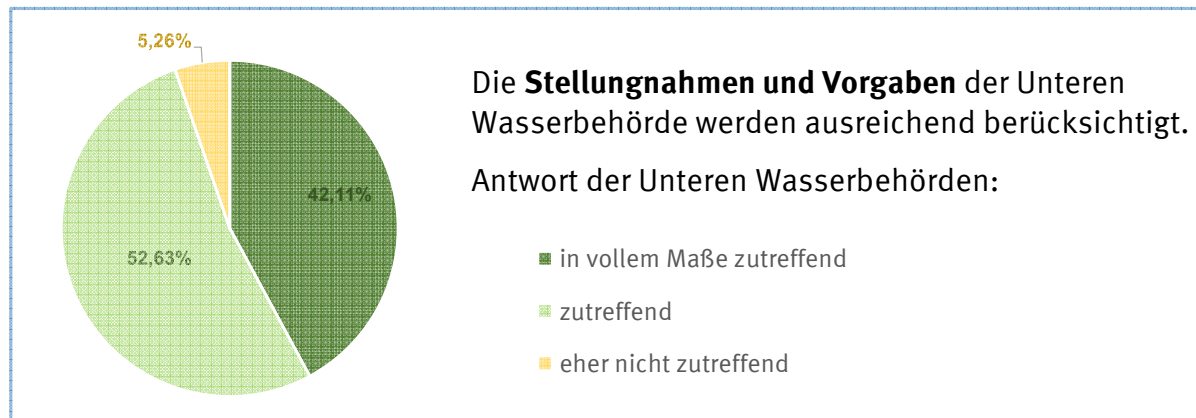 5,26%
42,11%
52,63%
Die Stellungnahmen und Vorgaben der Unteren
Wasserbehörde werden ausreichend berücksichtigt.
Antwort der Unteren Wasserbehörden:
in vollem Maße zutreffend
zutreffend
eher nicht zutreffend